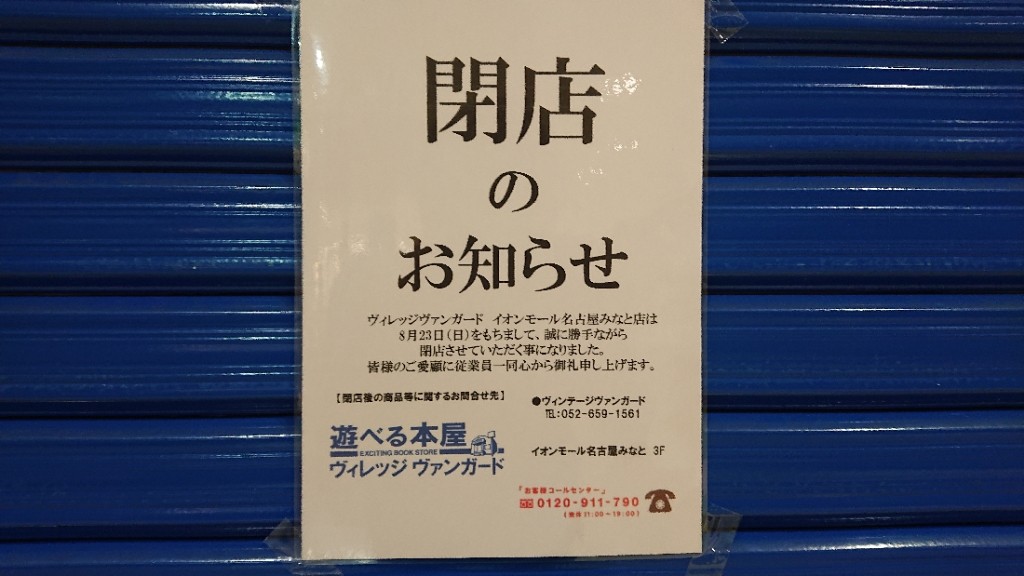 閉店
の
お知らせ
ヴィレッジヴァンガード イオンモール名古屋みなと店は
8月23日(日)をもちまして、誠に勝手ながら
閉店させていただく事になりました。
皆様のご愛顧に従業員一同心から御礼申し上げます。
【閉店後の商品等に関するお問合せ先】
●ヴィンテージヴァンガード
TEL:052-659-1561
イオンモール名古屋みなと 3F
遊べる本屋
EXCITING BOOK STORE
ヴィレッジ ヴァンガード
「お客様コールセンター」
0120-911-790